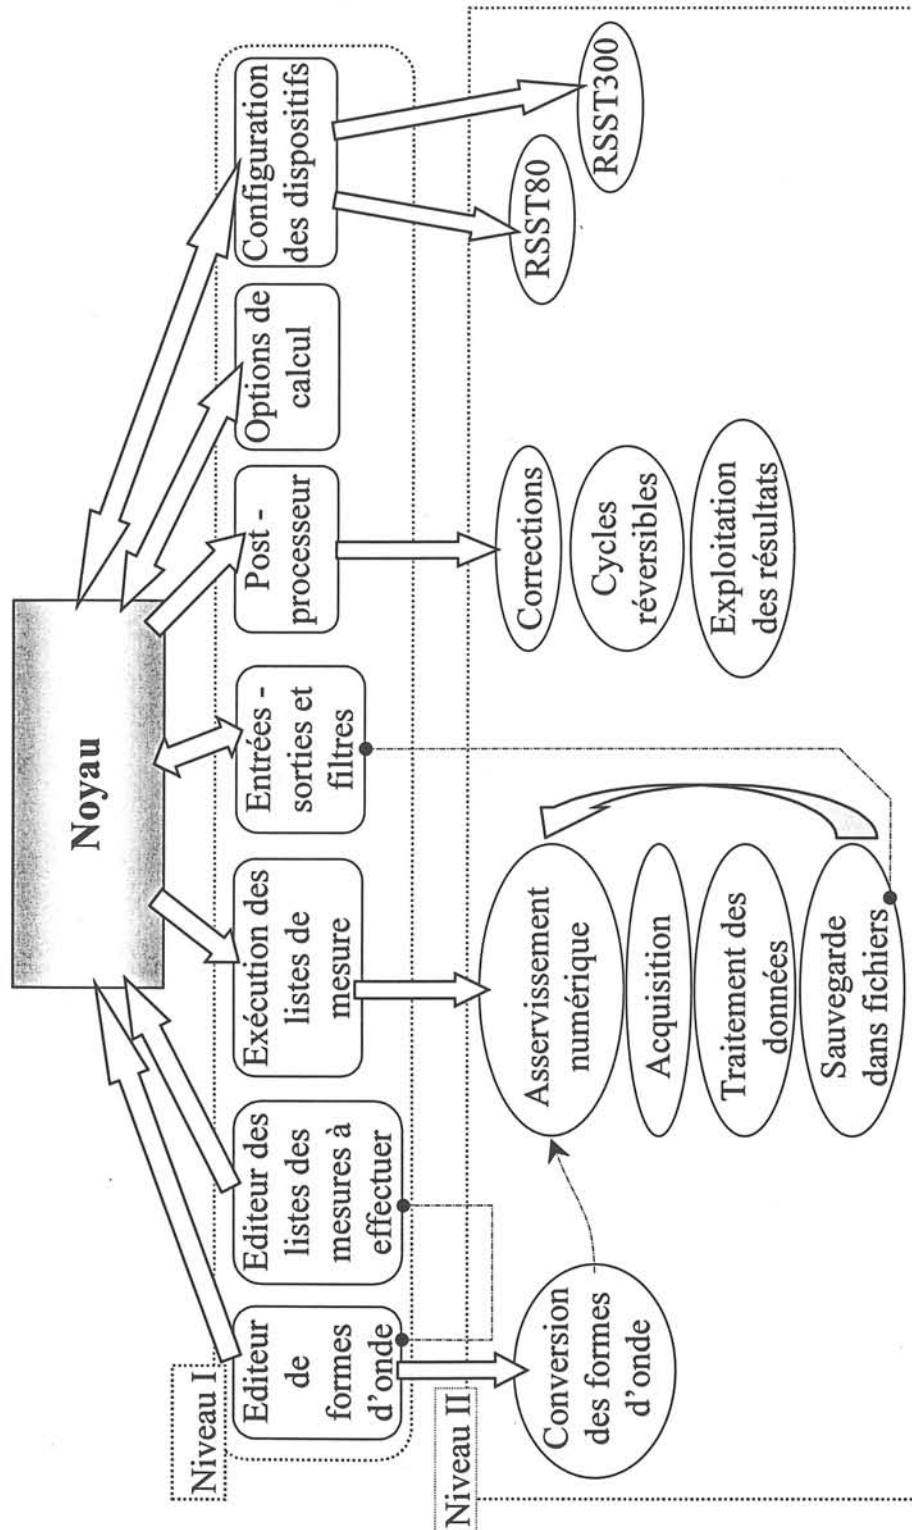 Noyau
Niveau I
Editeur
de
formes
d'onde
Editeur des
listes des
mesures à
effectuer
Exécution des
listes de
mesure
Entrées -
sorties et
filtres
Post -
processeur
Options de
calcul
Configuration
des dispositifs
Niveau II
Conversion
des formes
d'onde
Asservissement
numérique
Acquisition
Traitement des
données
Sauvegarde
dans fichiers
Corrections
Cycles
réversibles
Exploitation
des résultats
RSST80
RSST300